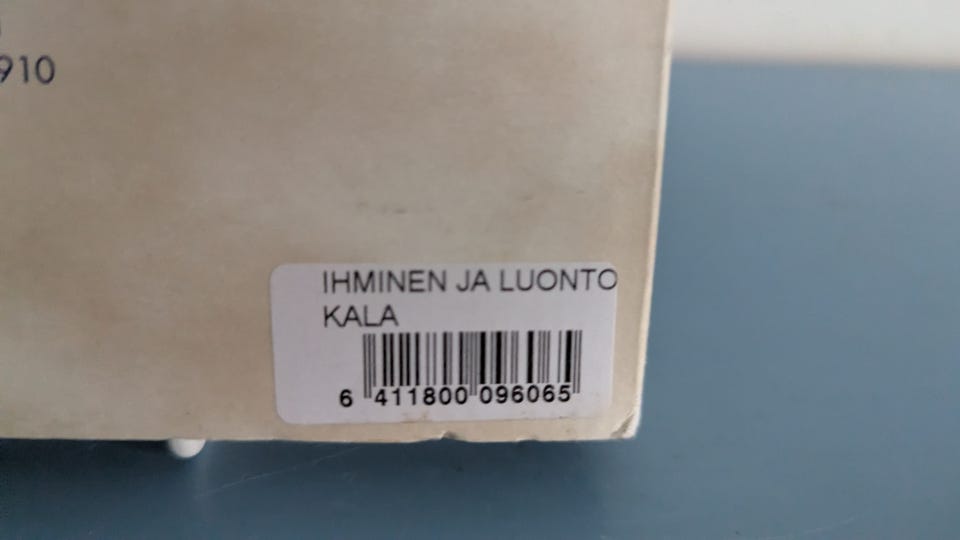 910
IHMINEN JA LUONTO
KALA
6 411800 096065